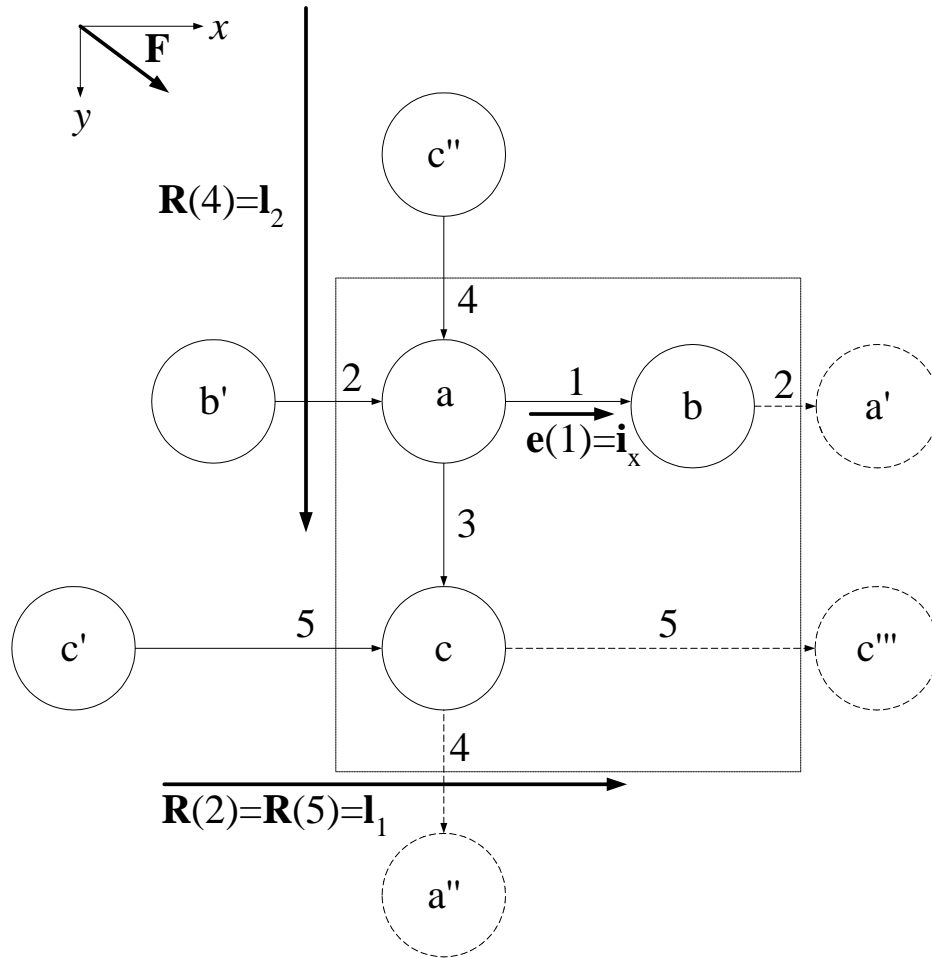 x
F
y
c''
R(4)=l₂
4
b'
2
a
1
b
2
a'
e(1)=iₓ
3
c'
5
c
5
c'''
4
R(2)=R(5)=l₁
a''